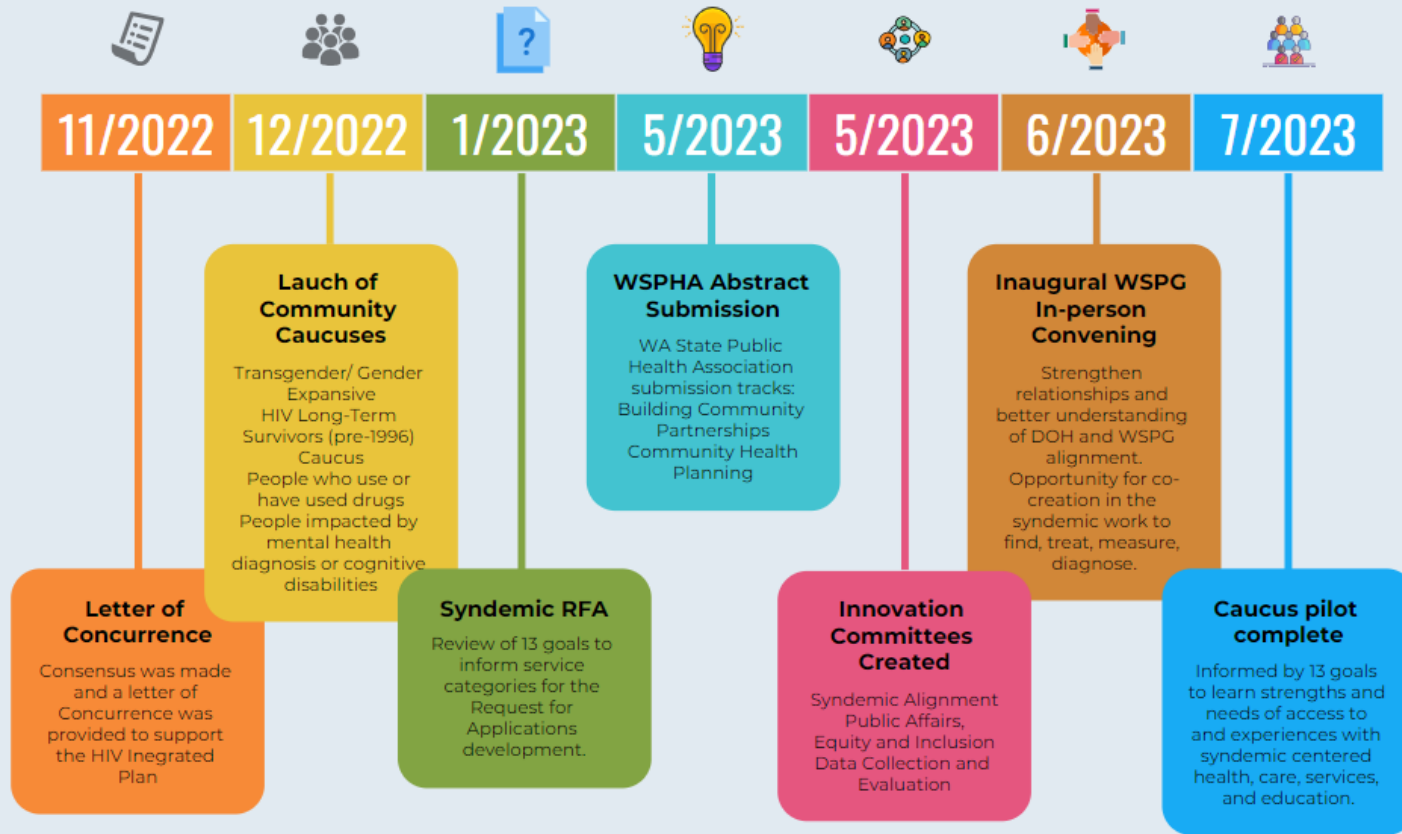 ?
11/2022
12/2022
1/2023
5/2023
5/2023
6/2023
7/2023
Letter of
Concurrence
Consensus was made
and a letter of
Concurrence was
provided to support
the HIV Inegrated
Plan
Lauch of
Community
Caucuses
Transgender/ Gender
Expansive
HIV Long-Term
Survivors (pre-1996)
Caucus
People who use or
have used drugs
People impacted by
mental health
diagnosis or cognitive
disabilities
Syndemic RFA
Review of 13 goals to
inform service
categories for the
Request for
Applications
development.
WSPHA Abstract
Submission
WA State Public
Health Association
submission tracks:
Building Community
Partnerships
Community Health
Planning
Innovation
Committees
Created
Syndemic Alignment
Public Affairs,
Equity and Inclusion
Data Collection and
Evaluation
Inaugural WSPG
In-person
Convening
Strengthen
relationships and
better understanding
of DOH and WSPG
alignment.
Opportunity for co-
creation in the
syndemic work to
find, treat, measure,
diagnose.
Caucus pilot
complete
Informed by 13 goals
to learn strengths and
needs of access to
and experiences with
syndemic centered
health, care, services,
and education.